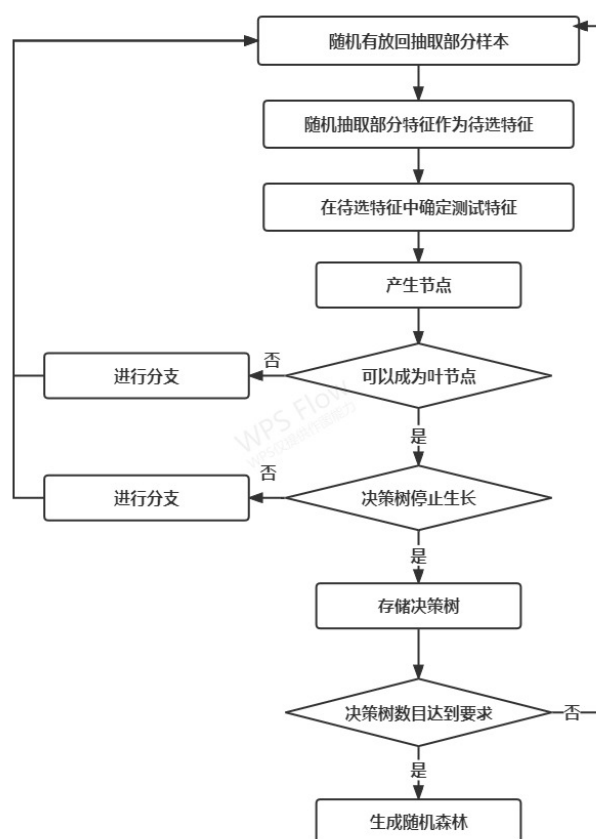 随机有放回抽取部分样本
随机抽取部分特征作为待选特征
在待选特征中确定测试特征
产生节点
否
进行分支
可以成为叶节点
WPS Flow
是
否
进行分支
决策树停止生长
是
存储决策树
决策树数目达到要求
否
是
生成随机森林